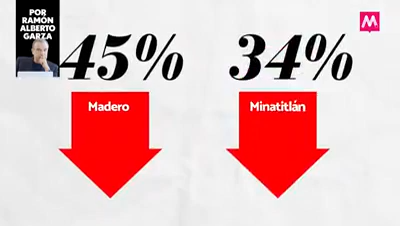 POR
RAMÓN
ALBERTO
GARZA
45% 34%
Madero Minatitlán
M